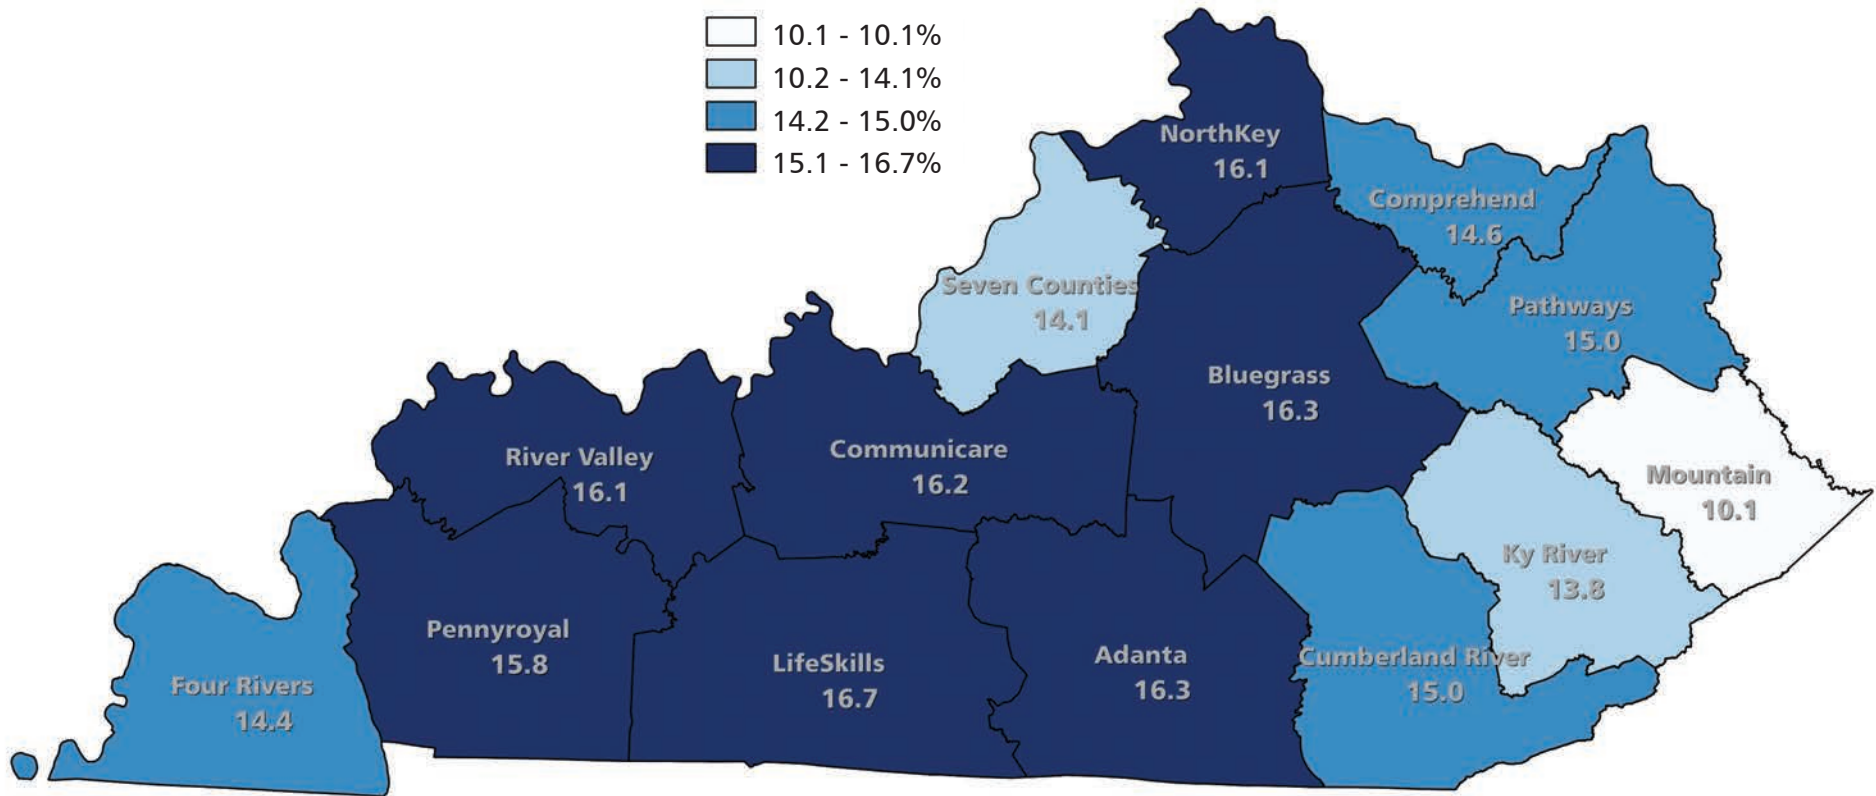 10.1 - 10.1%
10.2 - 14.1%
14.2 - 15.0%
15.1 - 16.7%
NorthKey
16.1
Comprehend
14.6
Seven Counties
14.1
Pathways
15.0
Bluegrass
16.3
River Valley
16.1
Communicare
16.2
Mountain
10.1
Ky River
13.8
Pennyroyal
15.8
LifeSkills
16.7
Adanta
16.3
Cumberland River
15.0
Four Rivers
14.4